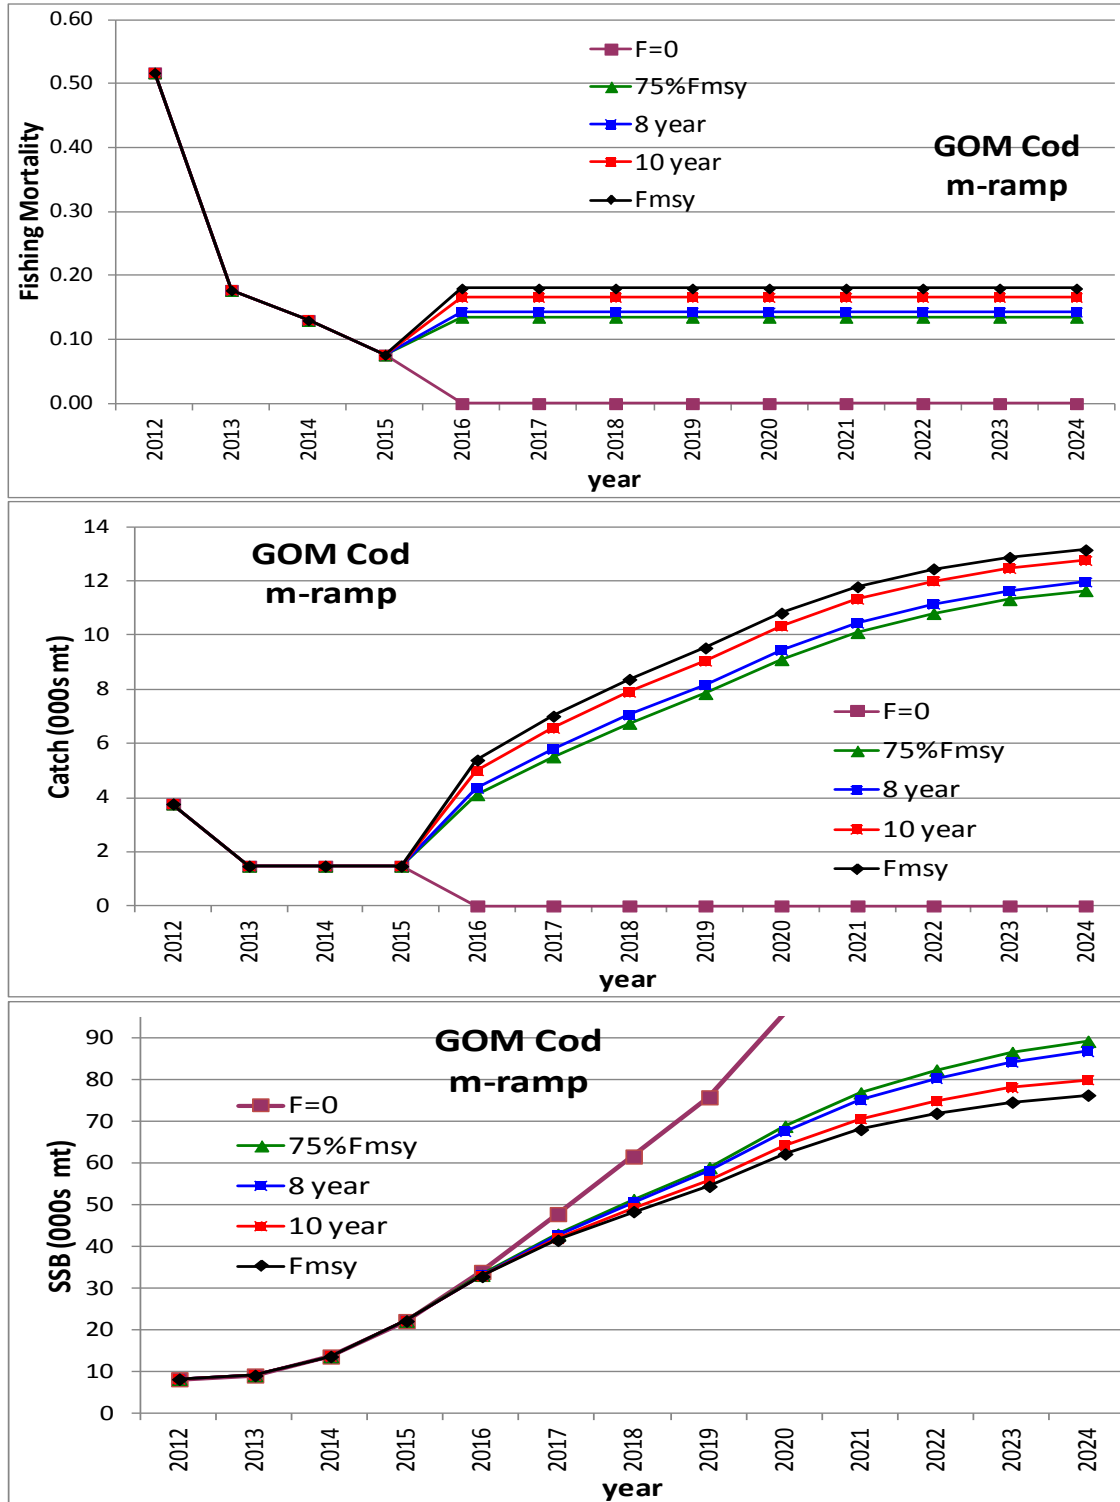 0.60
0.50
0.40
0.30
0.20
0.10
0.00
Fishing Mortality
F=0
75%Fmsy
8 year
10 year
Fmsy
GOM Cod
m-ramp
2012 2013 2014 2015 2016 2017 2018 2019 2020 2021 2022 2023 2024
year
14
12
10
8
6
4
2
0
Catch (000s mt)
GOM Cod
m-ramp
F=0
75%Fmsy
8 year
10 year
Fmsy
2012 2013 2014 2015 2016 2017 2018 2019 2020 2021 2022 2023 2024
year
90
80
70
60
50
40
30
20
10
0
SSB (000s mt)
GOM Cod
m-ramp
F=0
75%Fmsy
8 year
10 year
Fmsy
2012 2013 2014 2015 2016 2017 2018 2019 2020 2021 2022 2023 2024
year